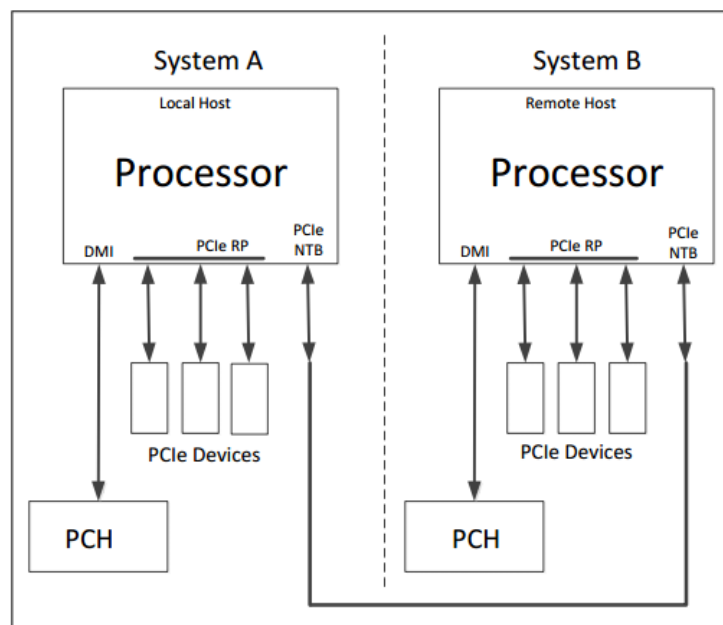 System A
System B
Local Host
Processor
DMI
PCIe RP
PCIe
NTB
PCIe Devices
PCH
Remote Host
Processor
DMI
PCIe RP
PCIe
NTB
PCIe Devices
PCH